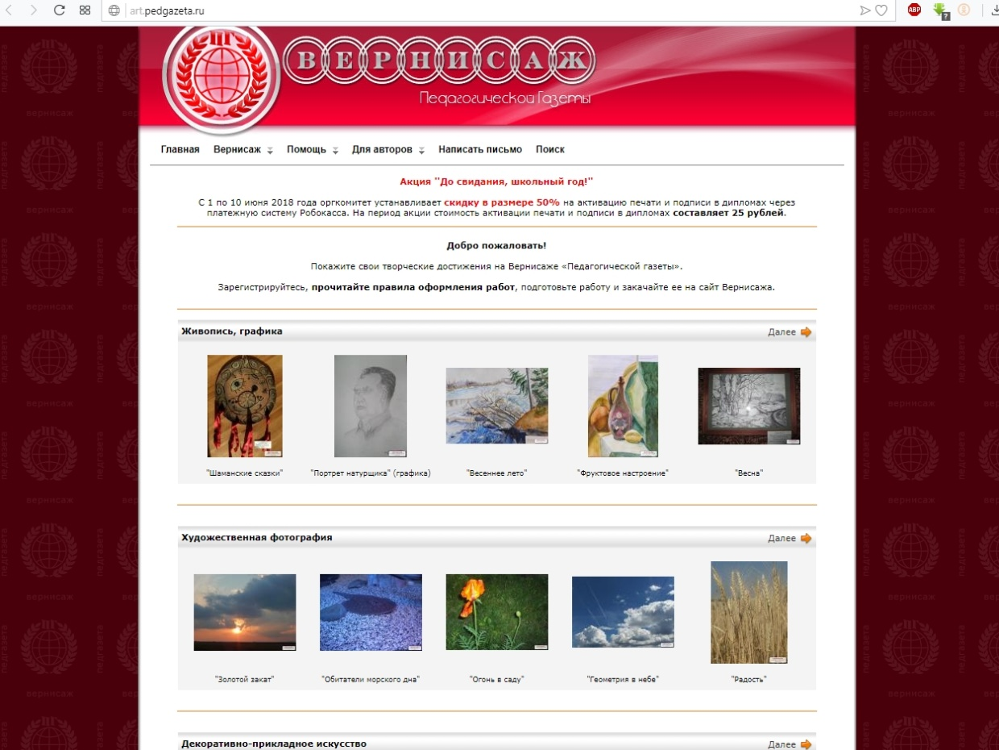 art.pedgazeta.ru
ABP
?
ПГ
ВЕРНИСАЖ
Педагогической Газеты
Главная Вернисаж Помощь Для авторов Написать письмо Поиск
Акция "До свидания, школьный год!"
С 1 по 10 июня 2018 года оргкомитет устанавливает скидку в размере 50% на активацию печати и подписи в дипломах через
платежную систему Робокасса. На период акции стоимость активации печати и подписи в дипломах составляет 25 рублей.
Добро пожаловать!
Покажите свои творческие достижения на Вернисаже «Педагогической газеты».
Зарегистрируйтесь, прочитайте правила оформления работ, подготовьте работу и закачайте ее на сайт Вернисажа.
Живопись, графика Далее
"Шаманские сказки" "Портрет натурщика" (графика) "Весеннее лето" "Фруктовое настроение" "Весна"
Художественная фотография Далее
"Золотой закат" "Обитатели морского дна" "Огонь в саду" "Геометрия в небе" "Радость"
Декоративно-прикладное искусство Далее